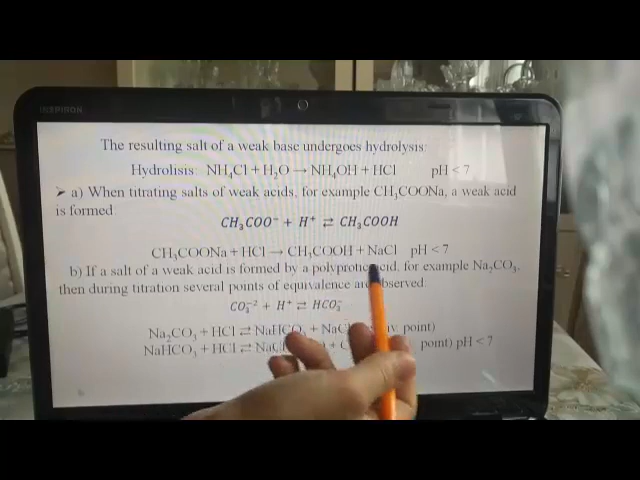 INSPIRON
The resulting salt of a weak base undergoes hydrolysis:
Hydrolisis: NH₄Cl + H₂O → NH₄OH + HCl pH < 7
➤ a) When titrating salts of weak acids, for example CH₃COONa, a weak acid
is formed:
CH₃COO⁻ + H⁺ ⇄ CH₃COOH
CH₃COONa + HCl → CH₃COOH + NaCl pH < 7
b) If a salt of a weak acid is formed by a polyprotic acid, for example Na₂CO₃,
then during titration several points of equivalence are observed:
CO₃⁻² + H⁺ ⇄ HCO₃⁻
Na₂CO₃ + HCl ⇄ NaHCO₃ + NaCl point)
NaHCO₃ + HCl ⇄ NaCl point) pH < 7